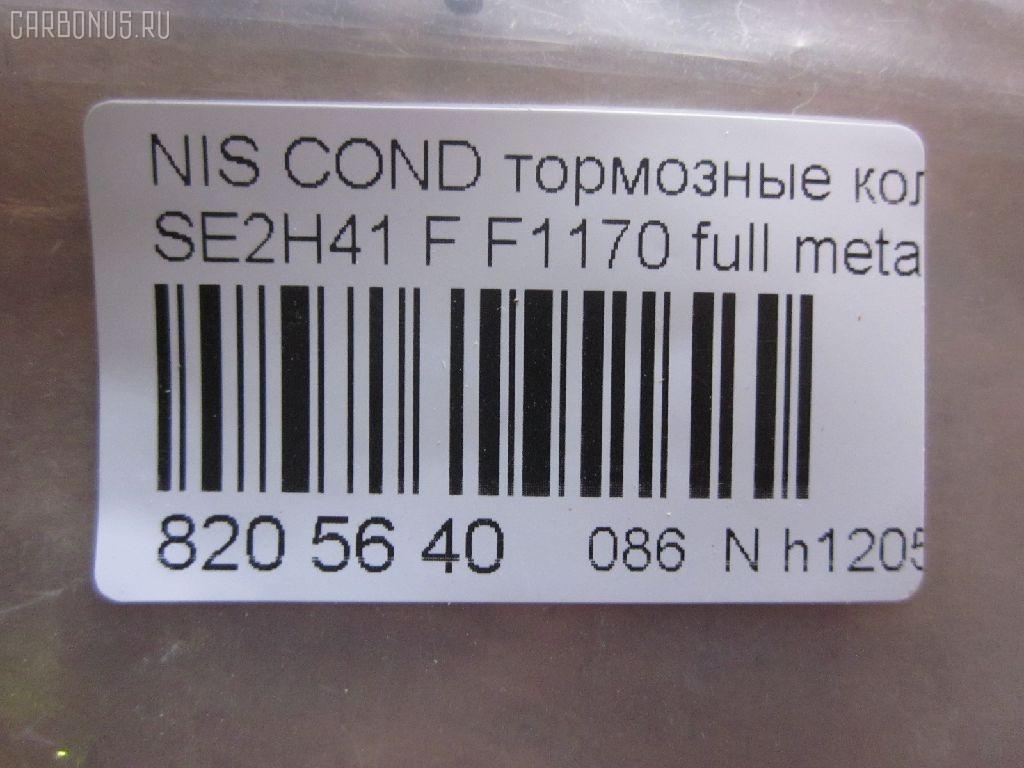 CARBONUS.RU
NIS COND тормозные кол
SE2H41 F F1170 full meta
820 56 40 086 N h1205